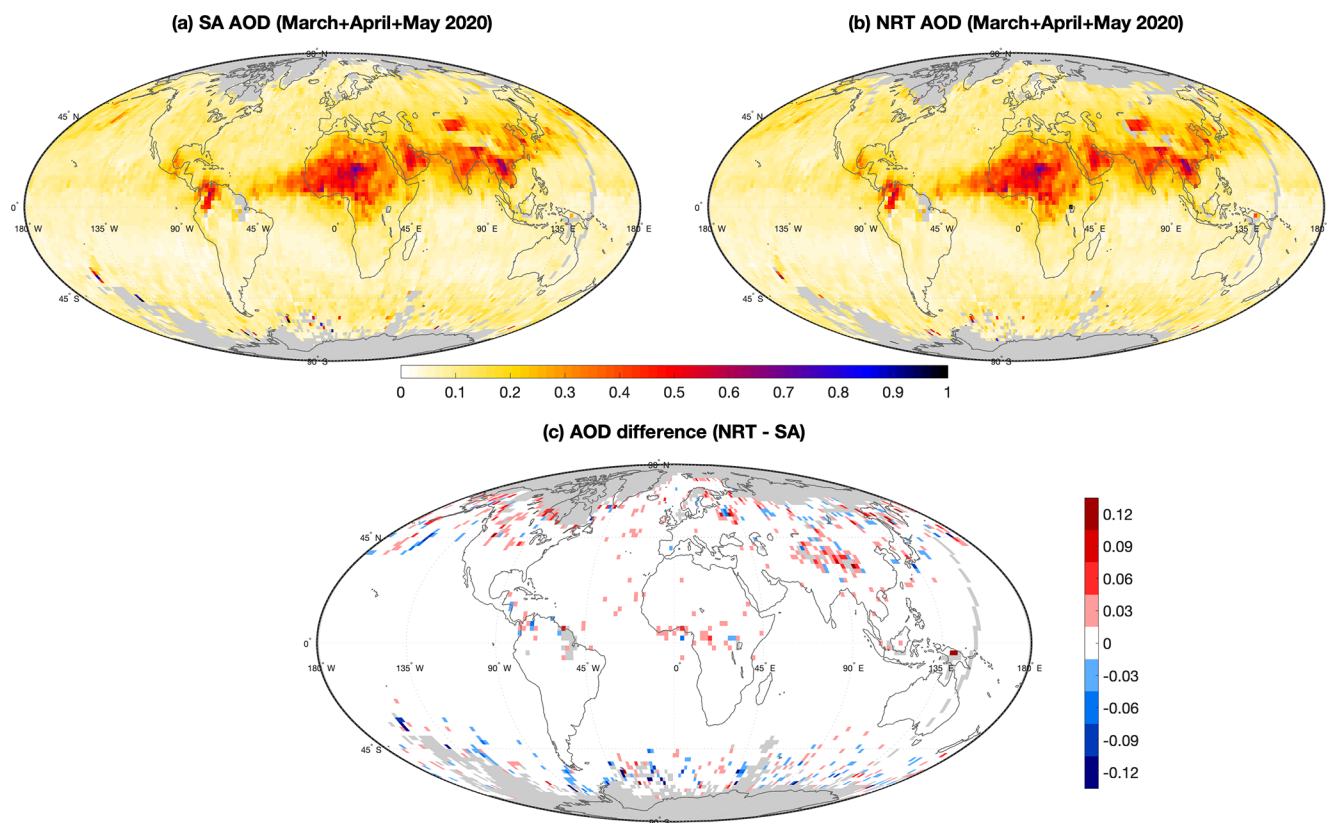 (a) SA AOD (March+April+May 2020)
(b) NRT AOD (March+April+May 2020)
90° N
90° N
45° N
45° N
0°
0°
180° W 135° W 90° W 45° W 0° 45° E 90° E 135° E 180° E
180° W 135° W 90° W 45° W 0° 45° E 90° E 135° E 180° E
45° S
45° S
90° S
90° S
0 0.1 0.2 0.3 0.4 0.5 0.6 0.7 0.8 0.9 1
(c) AOD difference (NRT - SA)
90° N
45° N
0°
180° W 135° W 90° W 45° W 0° 45° E 90° E 135° E 180° E
45° S
90° S
0.12
0.09
0.06
0.03
0
-0.03
-0.06
-0.09
-0.12